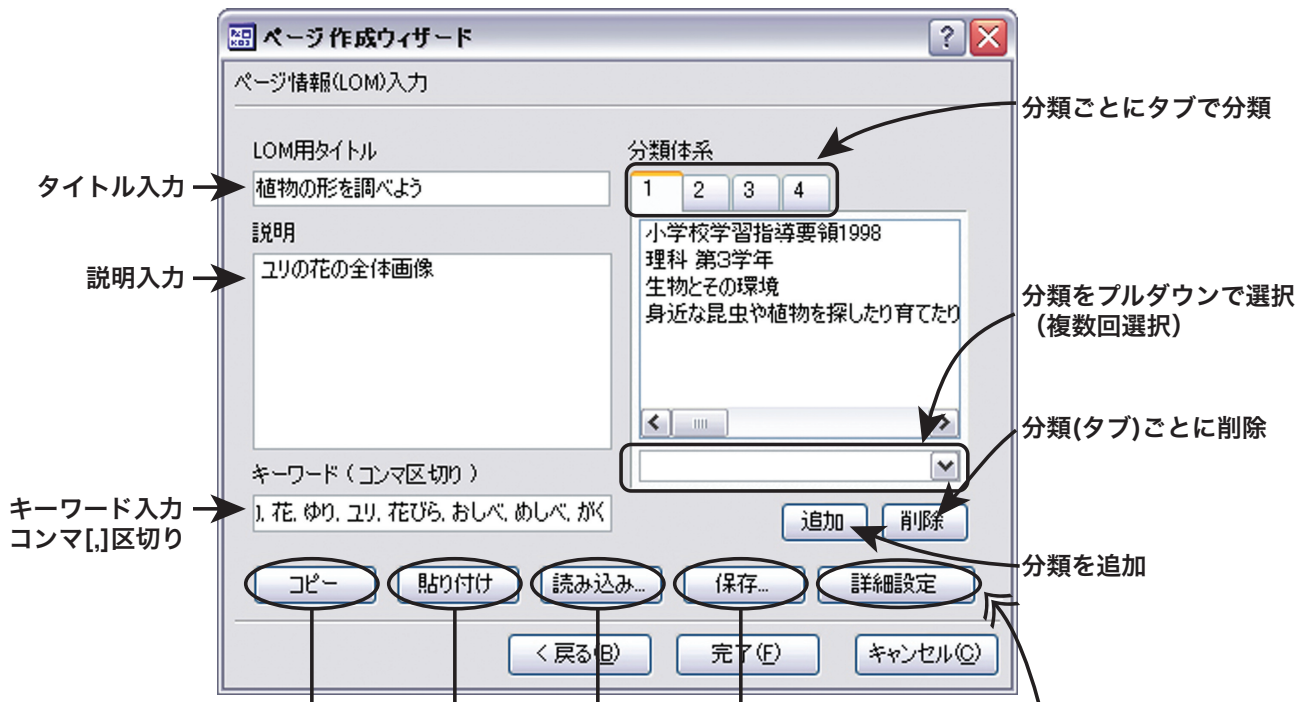 ページ作成ウィザード
ページ情報(LOM)入力
分類ごとにタブで分類
LOM用タイトル
分類体系
タイトル入力
植物の形を調べよう
1 2 3 4
説明
小学校学習指導要領1998
理科 第3学年
生物とその環境
身近な昆虫や植物を探したり育てたり
説明入力
ユリの花の全体画像
分類をプルダウンで選択
（複数回選択）
分類(タブ)ごとに削除
キーワード（コンマ区切り）
キーワード入力
コンマ[,]区切り
花, ゆり, ユリ, 花びら, おしべ, めしべ, がく
追加 削除
分類を追加
コピー 貼り付け 読み込み... 保存... 詳細設定
< 戻る(B) 完了(F) キャンセル(C)